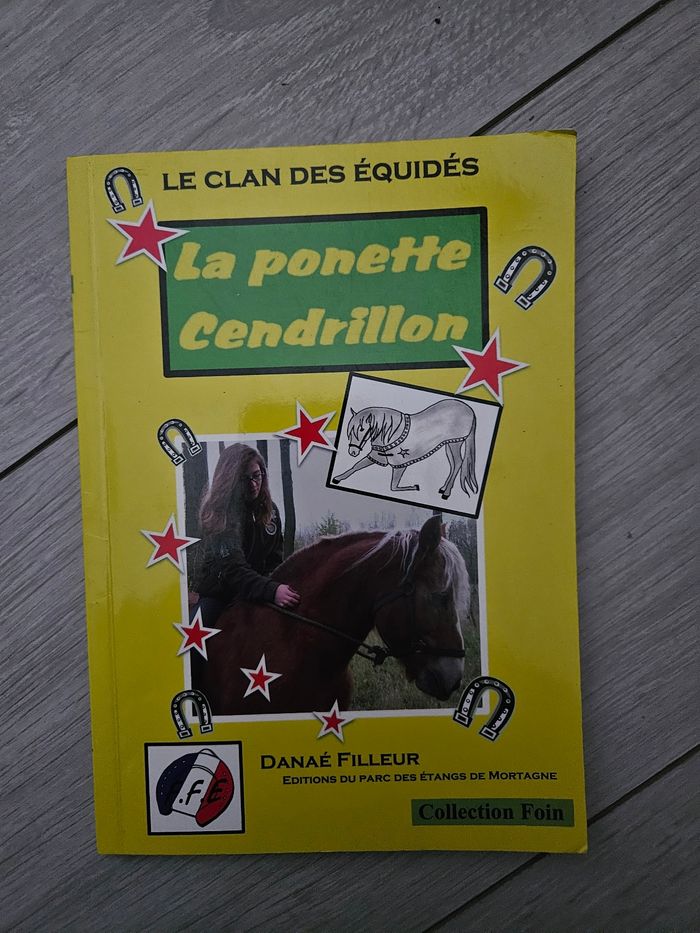 LE CLAN DES ÉQUIDÉS
La ponette
Cendrillon
F.F.E
DANAÉ FILLEUR
EDITIONS DU PARC DES ÉTANGS DE MORTAGNE
Collection Foin